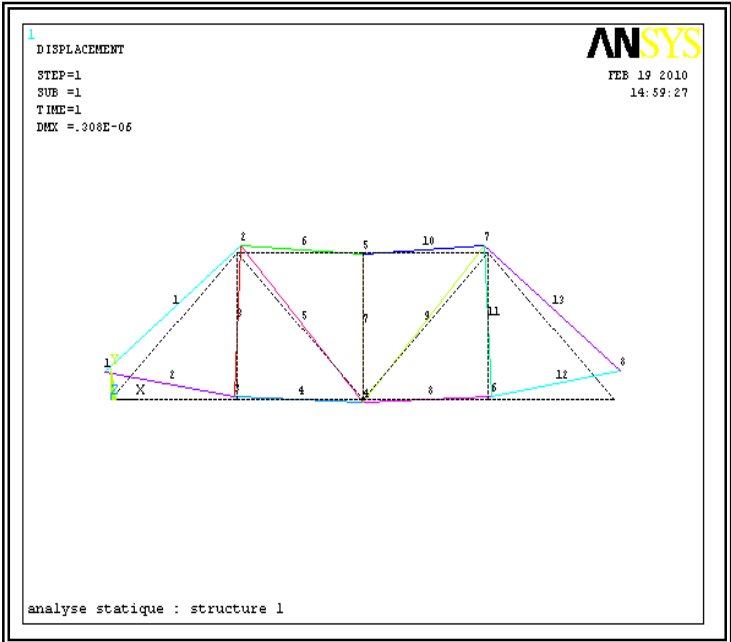 1
DISPLACEMENT
STEP=1
SUB =1
TIME=1
DMX =.308E-06
ANSYS
FEB 19 2010
14:59:27
2 6 5 10 7
1 3 5 7 9 11 13
1 Y 2 3 4 4 8 6 12 8
Z X
analyse statique : structure 1